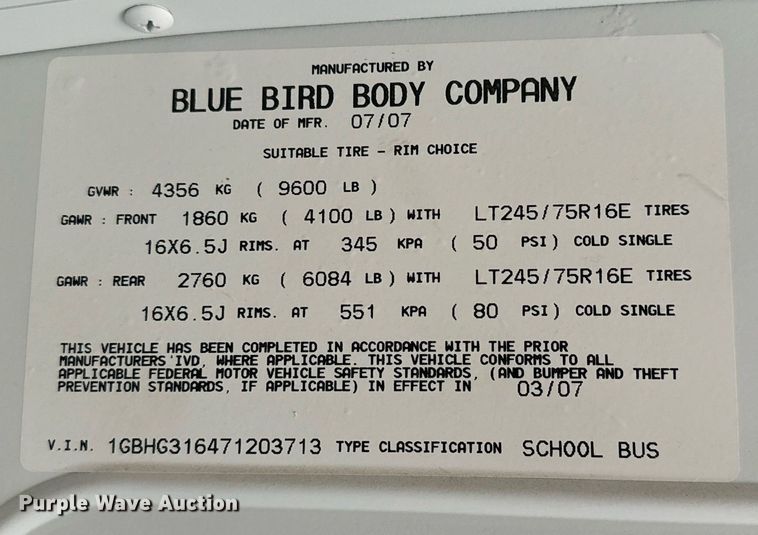 MANUFACTURED BY
BLUE BIRD BODY COMPANY
DATE OF MFR. 07/07
SUITABLE TIRE - RIM CHOICE
GVWR : 4356 KG ( 9600 LB )
GAWR : FRONT 1860 KG ( 4100 LB ) WITH LT245/75R16E TIRES
16X6.5J RIMS. AT 345 KPA ( 50 PSI ) COLD SINGLE
GAWR : REAR 2760 KG ( 6084 LB ) WITH LT245/75R16E TIRES
16X6.5J RIMS. AT 551 KPA ( 80 PSI ) COLD SINGLE
THIS VEHICLE HAS BEEN COMPLETED IN ACCORDANCE WITH THE PRIOR
MANUFACTURERS'IVD, WHERE APPLICABLE. THIS VEHICLE CONFORMS TO ALL
APPLICABLE FEDERAL MOTOR VEHICLE SAFETY STANDARDS, (AND BUMPER AND THEFT
PREVENTION STANDARDS, IF APPLICABLE) IN EFFECT IN 03/07
V.I.N. 1GBHG316471203713 TYPE CLASSIFICATION SCHOOL BUS
Purple Wave Auction